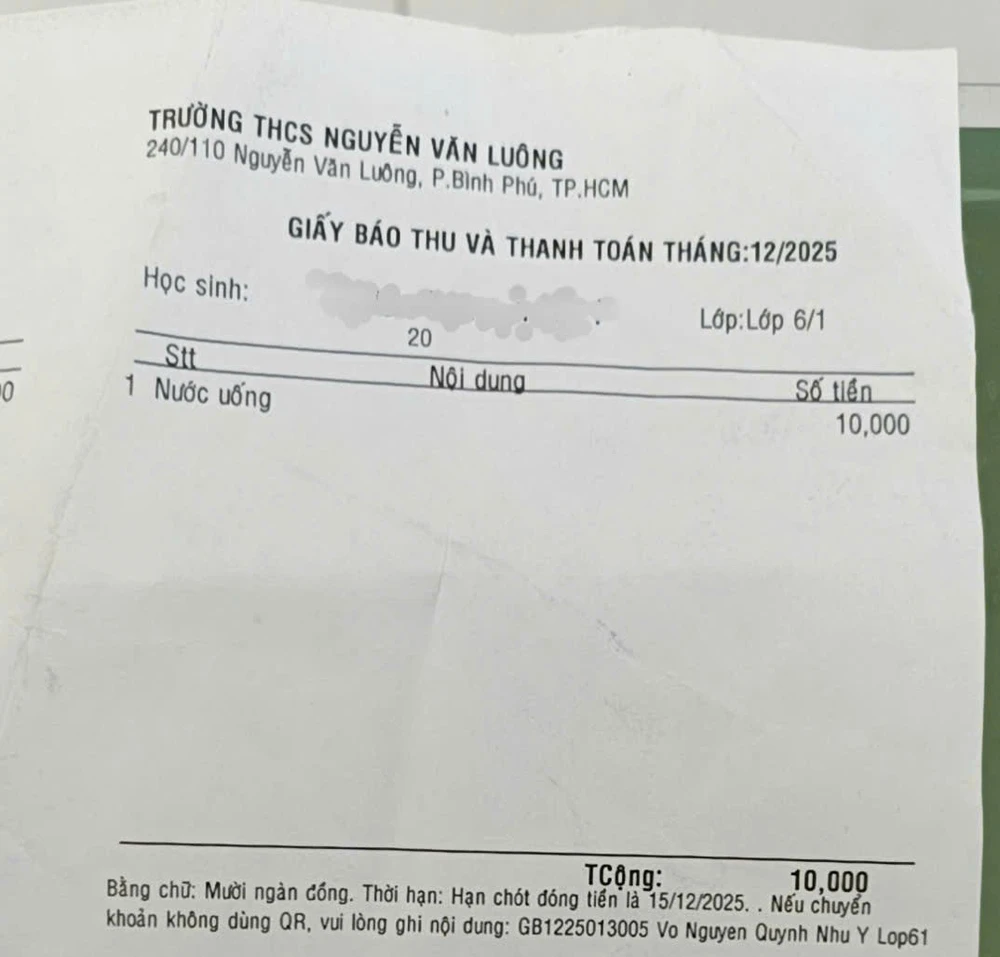 TRƯỜNG THCS NGUYỄN VĂN LUÔNG
240/110 Nguyễn Văn Luông, P.Bình Phú, TP.HCM
GIẤY BÁO THU VÀ THANH TOÁN THÁNG:12/2025
Học sinh:
Lớp:Lớp 6/1
20
Stt Nội dung Số tiền
1 Nước uống 10,000
00
TCộng: 10,000
Bằng chữ: Mười ngàn đồng. Thời hạn: Hạn chót đóng tiền là 15/12/2025. . Nếu chuyển
khoản không dùng QR, vui lòng ghi nội dung: GB1225013005 Vo Nguyen Quynh Nhu Y Lop61